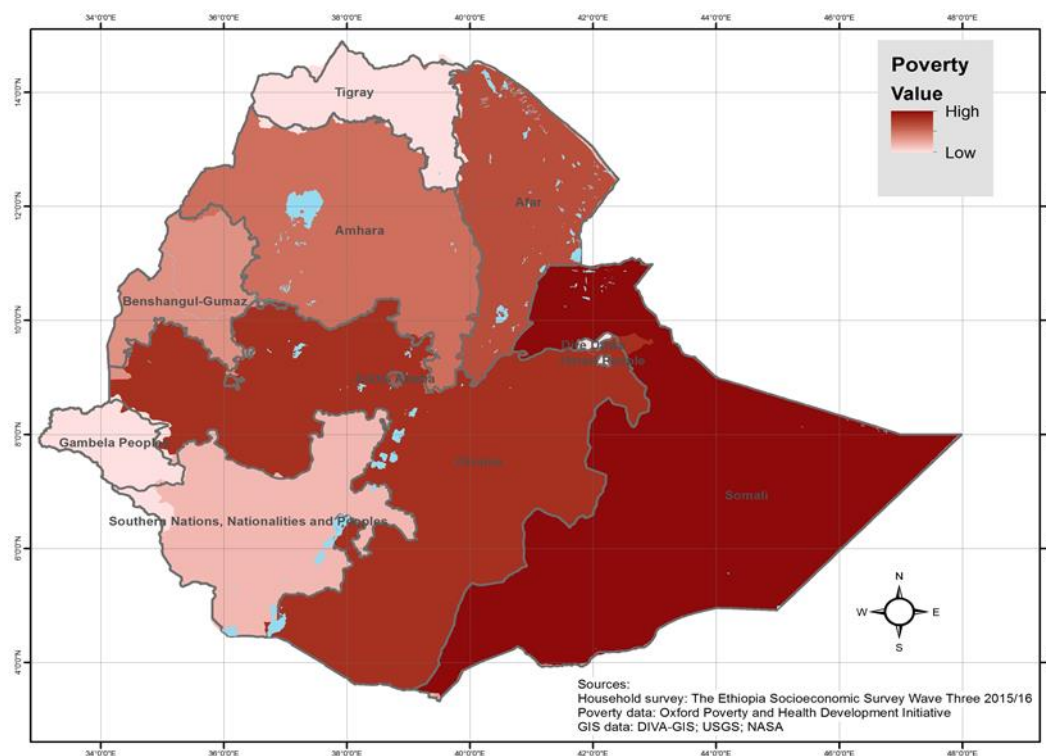 34°0'0"E 36°0'0"E 38°0'0"E 40°0'0"E 42°0'0"E 44°0'0"E 46°0'0"E 48°0'0"E
Poverty
Value
High
Low
14°0'0"N
12°0'0"N
10°0'0"N
8°0'0"N
6°0'0"N
4°0'0"N
Tigray
Afar
Amhara
Benshangul-Gumaz
Dire
Addis Ababa
Gambela People
Oromia
Somali
Southern Nations, Nationalities and Peoples
N
W E
S
Sources:
Household survey: The Ethiopia Socioeconomic Survey Wave Three 2015/16
Poverty data: Oxford Poverty and Health Development Initiative
GIS data: DIVA-GIS; USGS; NASA
34°0'0"E 36°0'0"E 38°0'0"E 40°0'0"E 42°0'0"E 44°0'0"E 46°0'0"E 48°0'0"E